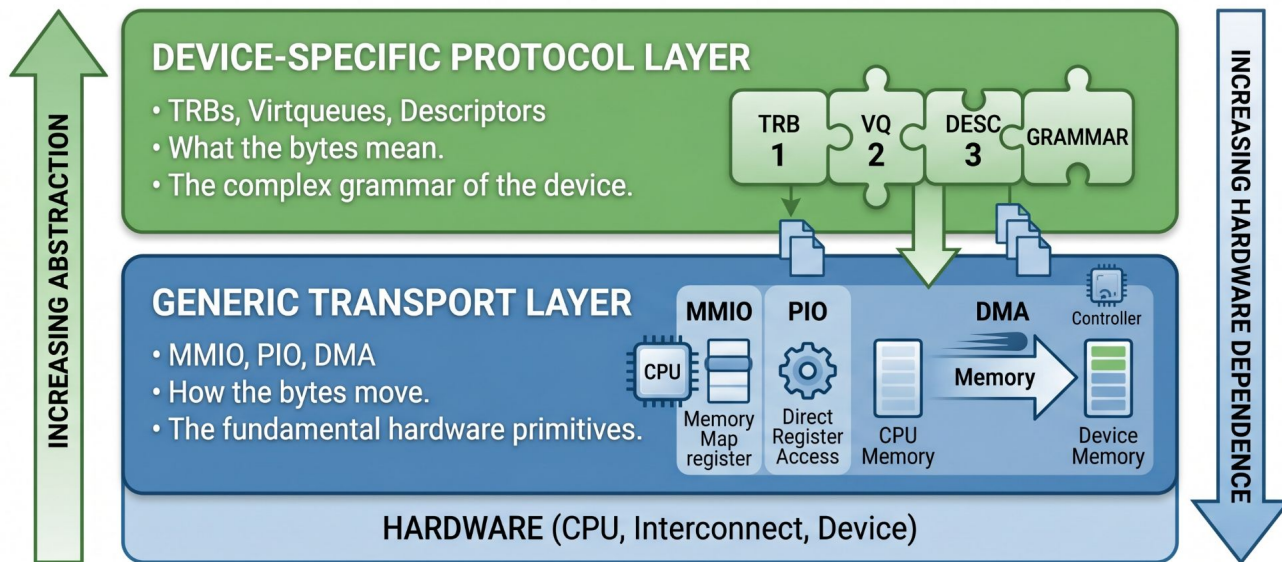 INCREASING ABSTRACTION
DEVICE-SPECIFIC PROTOCOL LAYER
• TRBs, Virtqueues, Descriptors
• What the bytes mean.
• The complex grammar of the device.
TRB
1
VQ
2
DESC
3
GRAMMAR
GENERIC TRANSPORT LAYER
• MMIO, PIO, DMA
• How the bytes move.
• The fundamental hardware primitives.
MMIO
CPU
Memory
Map
register
PIO
Direct
Register
Access
DMA
Controller
Memory
CPU
Memory
Device
Memory
HARDWARE (CPU, Interconnect, Device)
INCREASING HARDWARE DEPENDENCE